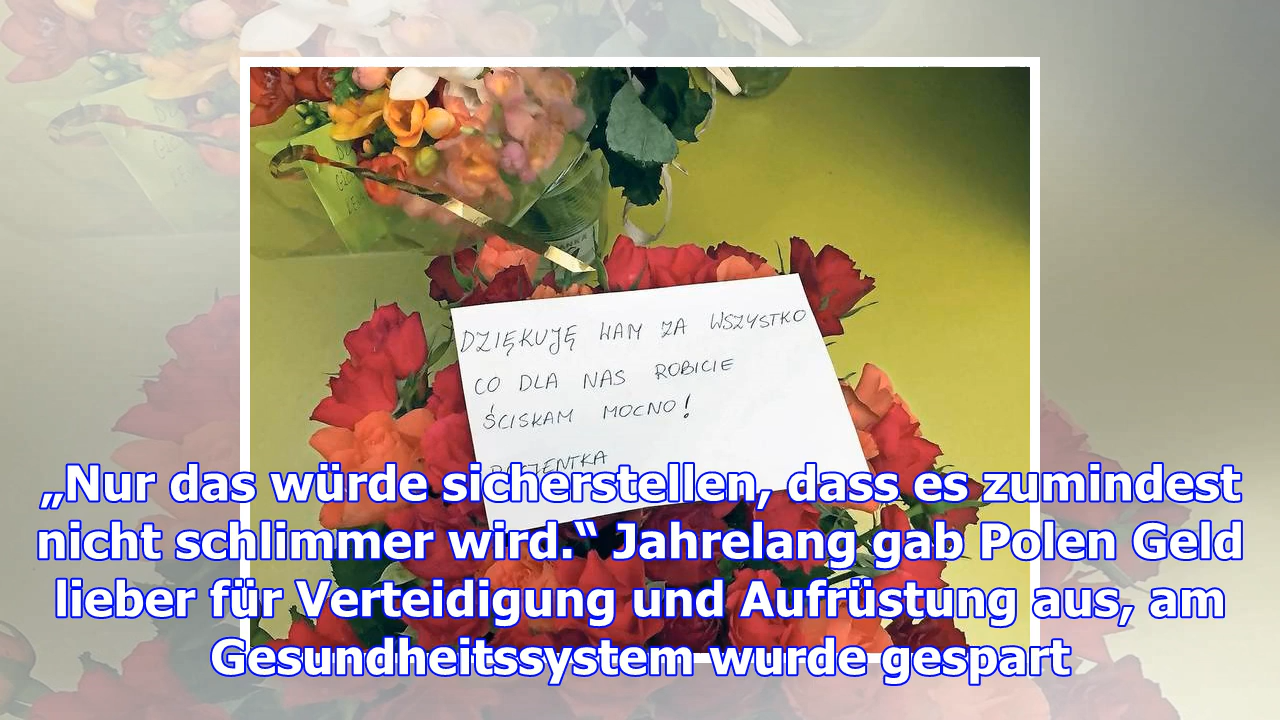 DZIĘKUJĘ WAM ZA WSZYSTKO
CO DLA NAS ROBICIE
ŚCISKAM MOCNO!
„Nur das würde sicherstellen, dass es zumindest
nicht schlimmer wird.“ Jahrelang gab Polen Geld
lieber für Verteidigung und Aufrüstung aus, am
Gesundheitssystem wurde gespart